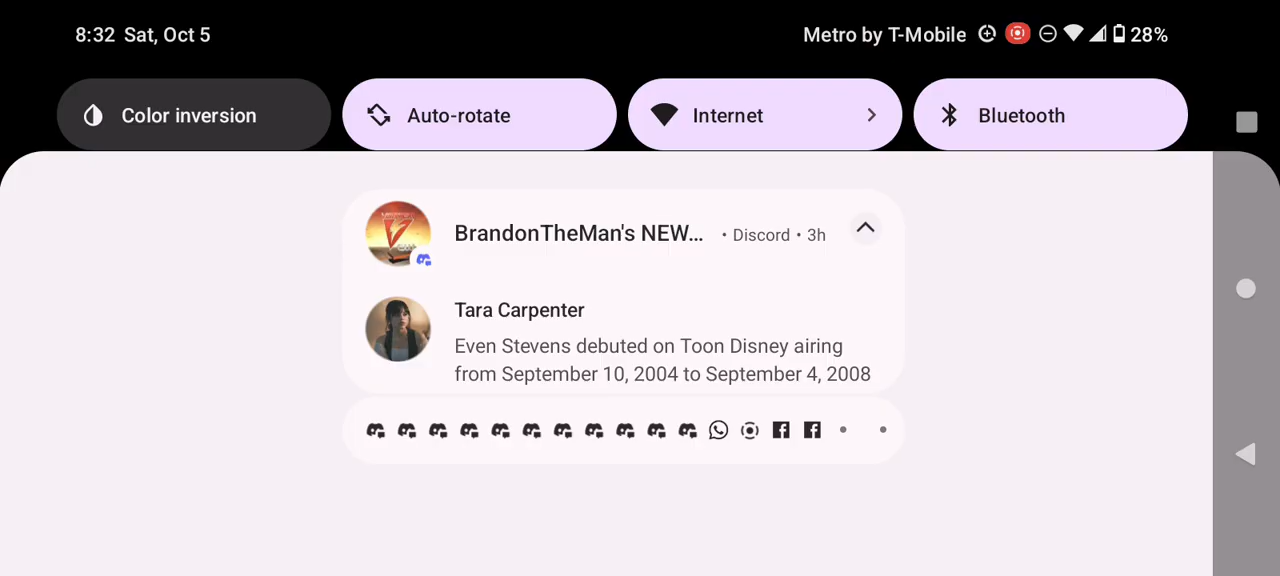 8:32 Sat, Oct 5 Metro by T-Mobile 28%
Color inversion Auto-rotate Internet Bluetooth
BrandonTheMan's NEW… • Discord • 3h
Tara Carpenter
Even Stevens debuted on Toon Disney airing
from September 10, 2004 to September 4, 2008